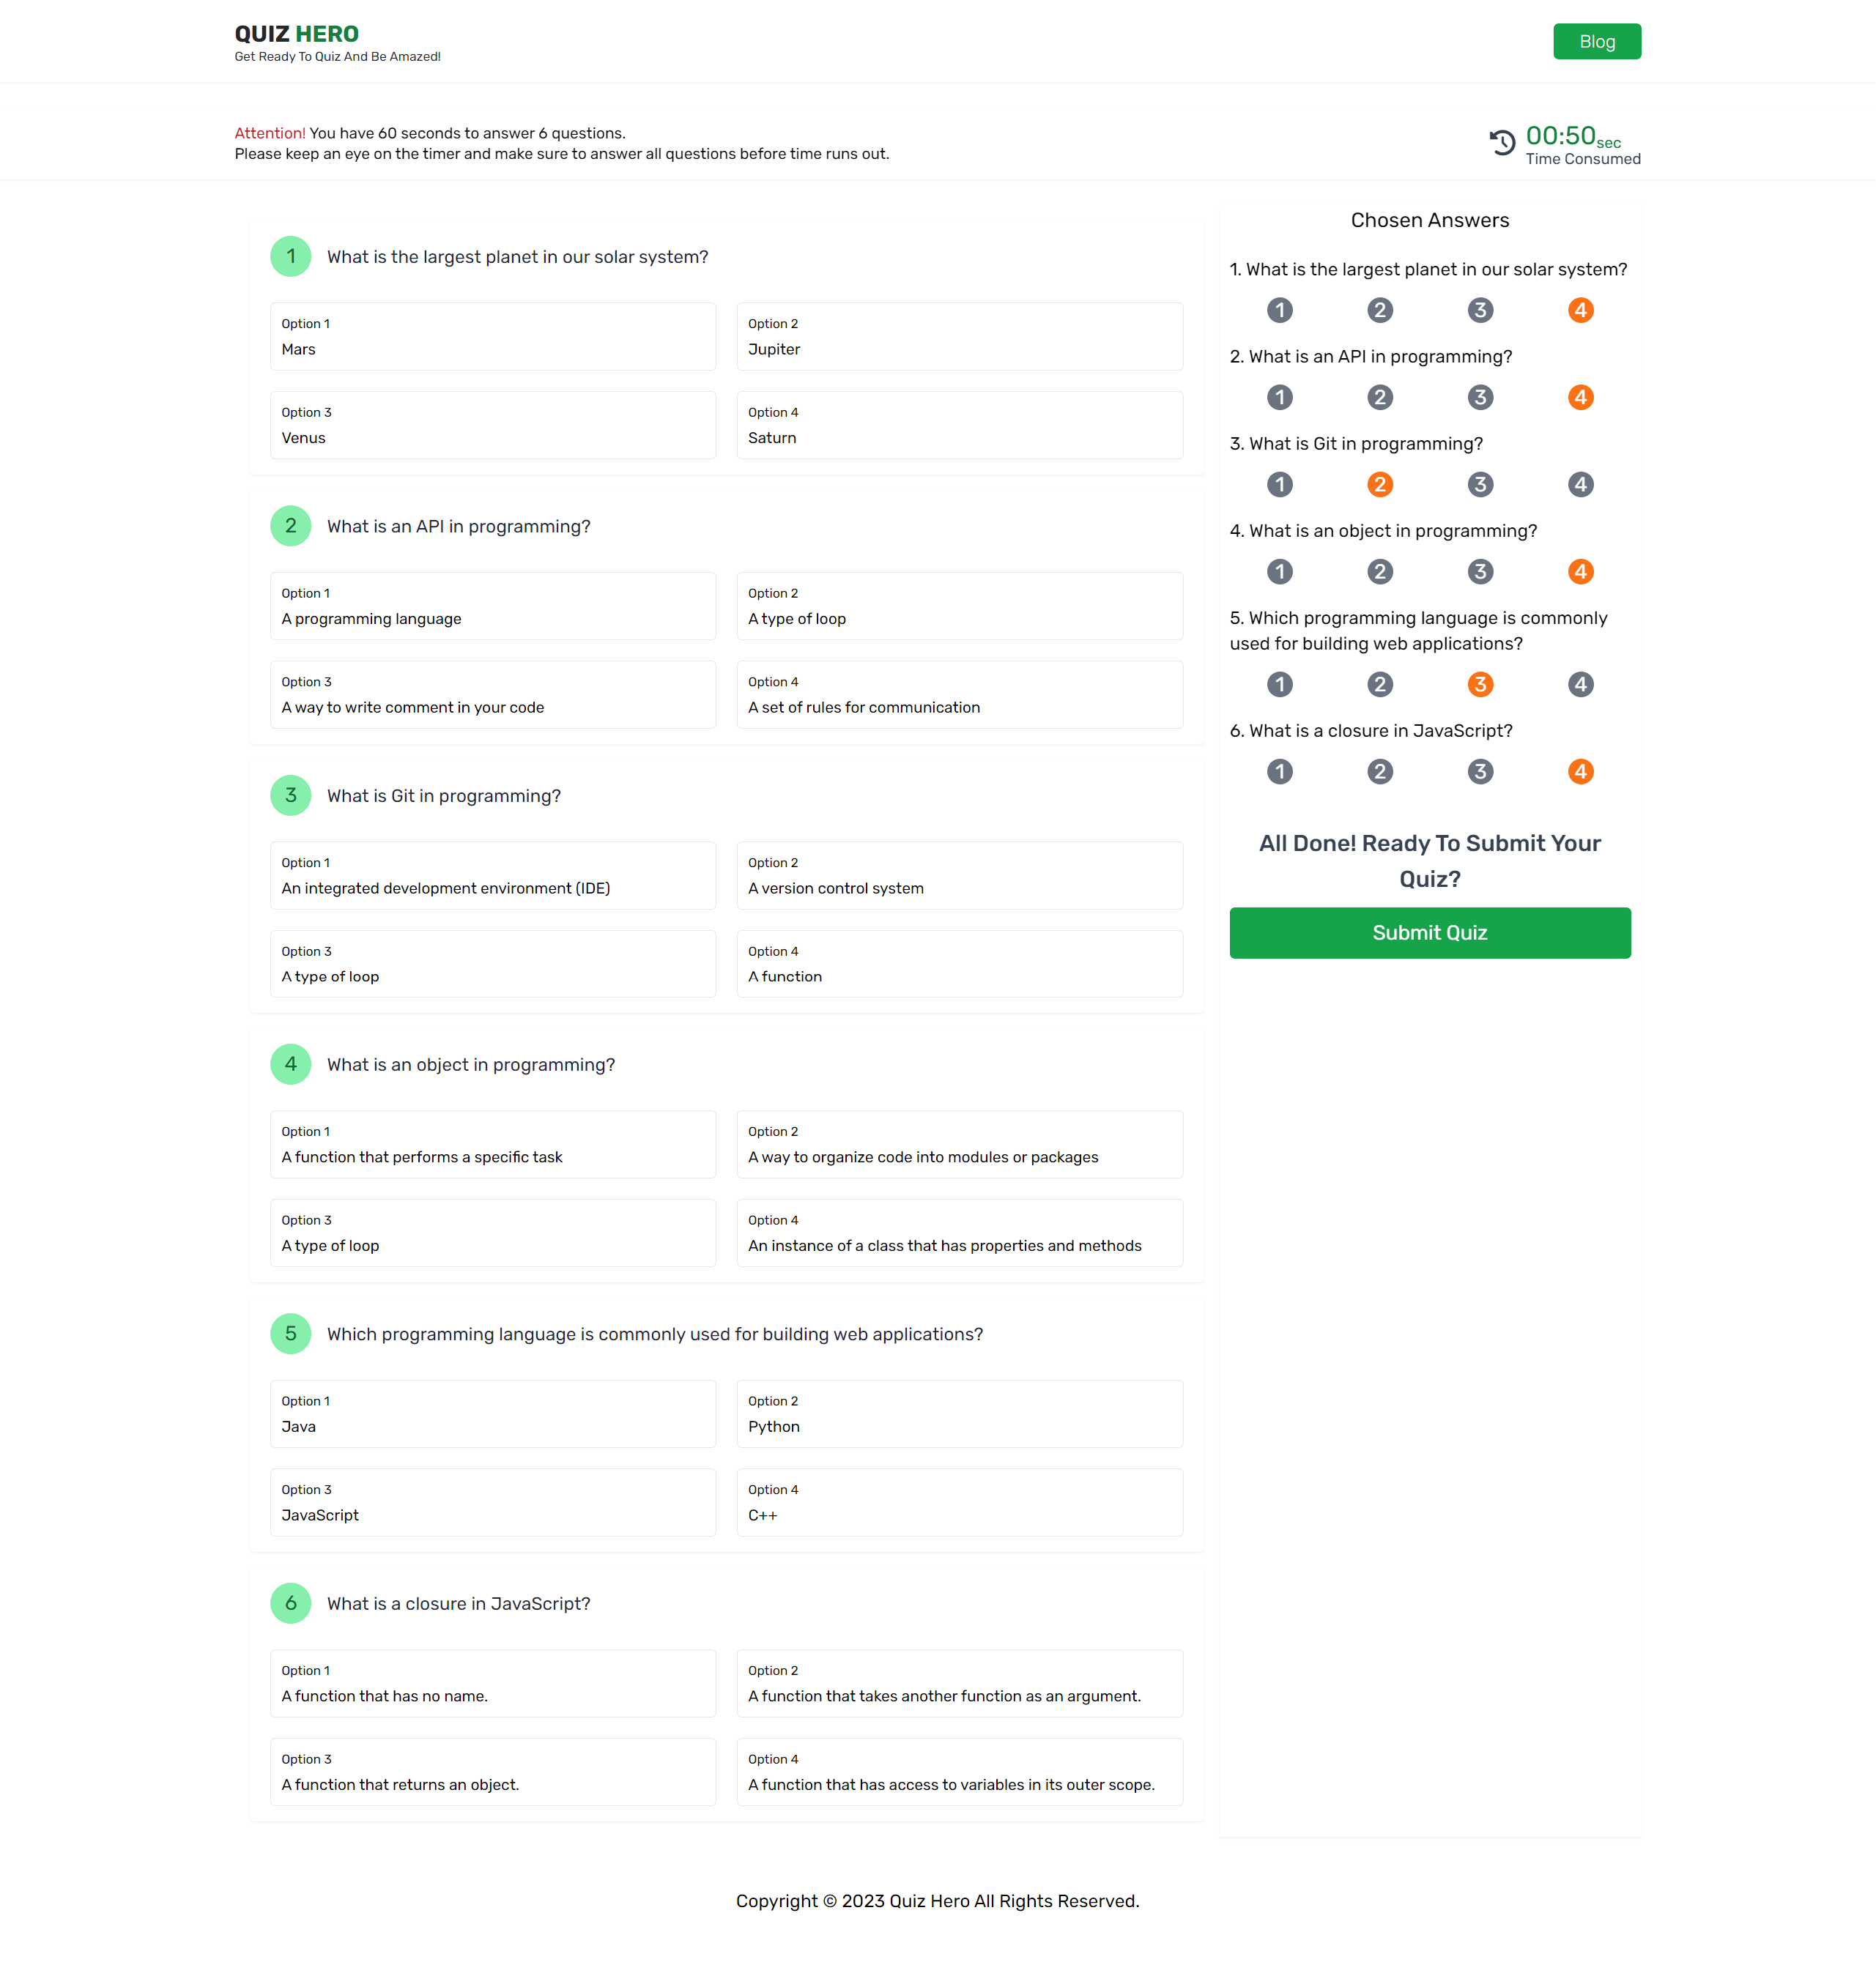 QUIZ HERO
Get Ready To Quiz And Be Amazed!
Blog
Attention! You have 60 seconds to answer 6 questions.
Please keep an eye on the timer and make sure to answer all questions before time runs out.
00:50sec
Time Consumed
1
What is the largest planet in our solar system?
Option 1
Mars
Option 2
Jupiter
Option 3
Venus
Option 4
Saturn
2
What is an API in programming?
Option 1
A programming language
Option 2
A type of loop
Option 3
A way to write comment in your code
Option 4
A set of rules for communication
3
What is Git in programming?
Option 1
An integrated development environment (IDE)
Option 2
A version control system
Option 3
A type of loop
Option 4
A function
4
What is an object in programming?
Option 1
A function that performs a specific task
Option 2
A way to organize code into modules or packages
Option 3
A type of loop
Option 4
An instance of a class that has properties and methods
5
Which programming language is commonly used for building web applications?
Option 1
Java
Option 2
Python
Option 3
JavaScript
Option 4
C++
6
What is a closure in JavaScript?
Option 1
A function that has no name.
Option 2
A function that takes another function as an argument.
Option 3
A function that returns an object.
Option 4
A function that has access to variables in its outer scope.
Chosen Answers
1. What is the largest planet in our solar system?
1 2 3 4
2. What is an API in programming?
1 2 3 4
3. What is Git in programming?
1 2 3 4
4. What is an object in programming?
1 2 3 4
5. Which programming language is commonly
used for building web applications?
1 2 3 4
6. What is a closure in JavaScript?
1 2 3 4
All Done! Ready To Submit Your
Quiz?
Submit Quiz
Copyright © 2023 Quiz Hero All Rights Reserved.